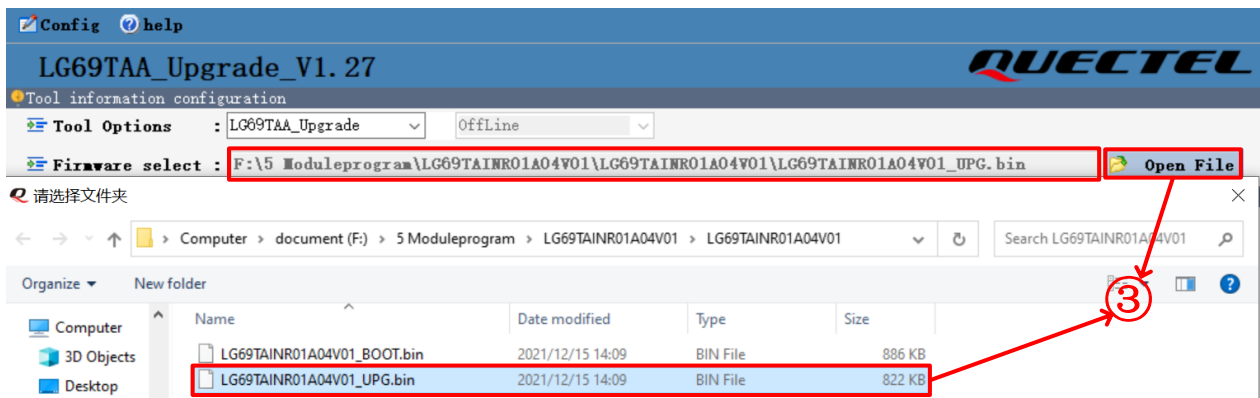 Config help
LG69TAA_Upgrade_V1.27 QUECTEL
Tool information configuration
Tool Options : LG69TAA_Upgrade OffLine
Firmware select : F:\5 Moduleprogram\LG69TAINR01A04V01\LG69TAINR01A04V01\LG69TAINR01A04V01_UPG.bin Open File
请选择文件夹
Computer > document (F:) > 5 Moduleprogram > LG69TAINR01A04V01 > LG69TAINR01A04V01 Search LG69TAINR01A04V01
Organize New folder
③
Name Date modified Type Size
Computer
LG69TAINR01A04V01_BOOT.bin 2021/12/15 14:09 BIN File 886 KB
3D Objects
LG69TAINR01A04V01_UPG.bin 2021/12/15 14:09 BIN File 822 KB
Desktop